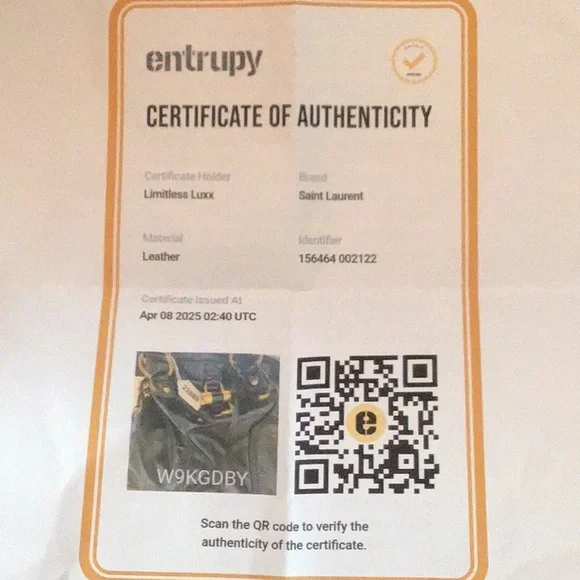 entrupy
CERTIFICATE OF AUTHENTICITY
Certificate Holder
Brand
Limitless Luxx
Saint Laurent
Material
Identifier
Leather
156464 002122
Certificate Issued At
Apr 08 2025 02:40 UTC
W9KGDBY
e
Scan the QR code to verify the
authenticity of the certificate.